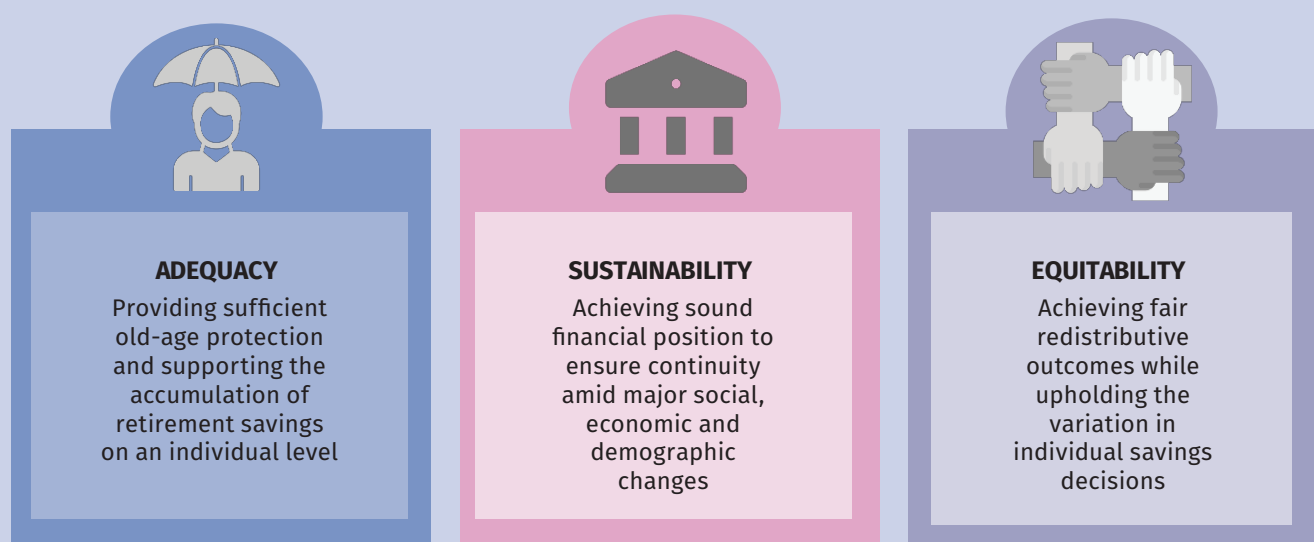 ADEQUACY
Providing sufficient
old-age protection
and supporting the
accumulation of
retirement savings
on an individual level
SUSTAINABILITY
Achieving sound
financial position to
ensure continuity
amid major social,
economic and
demographic
changes
EQUITABILITY
Achieving fair
redistributive
outcomes while
upholding the
variation in
individual savings
decisions